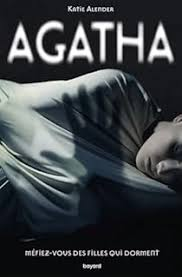 Katie Alender
AGATHA
MÉFIEZ-VOUS DES FILLES QUI DORMENT
bayard